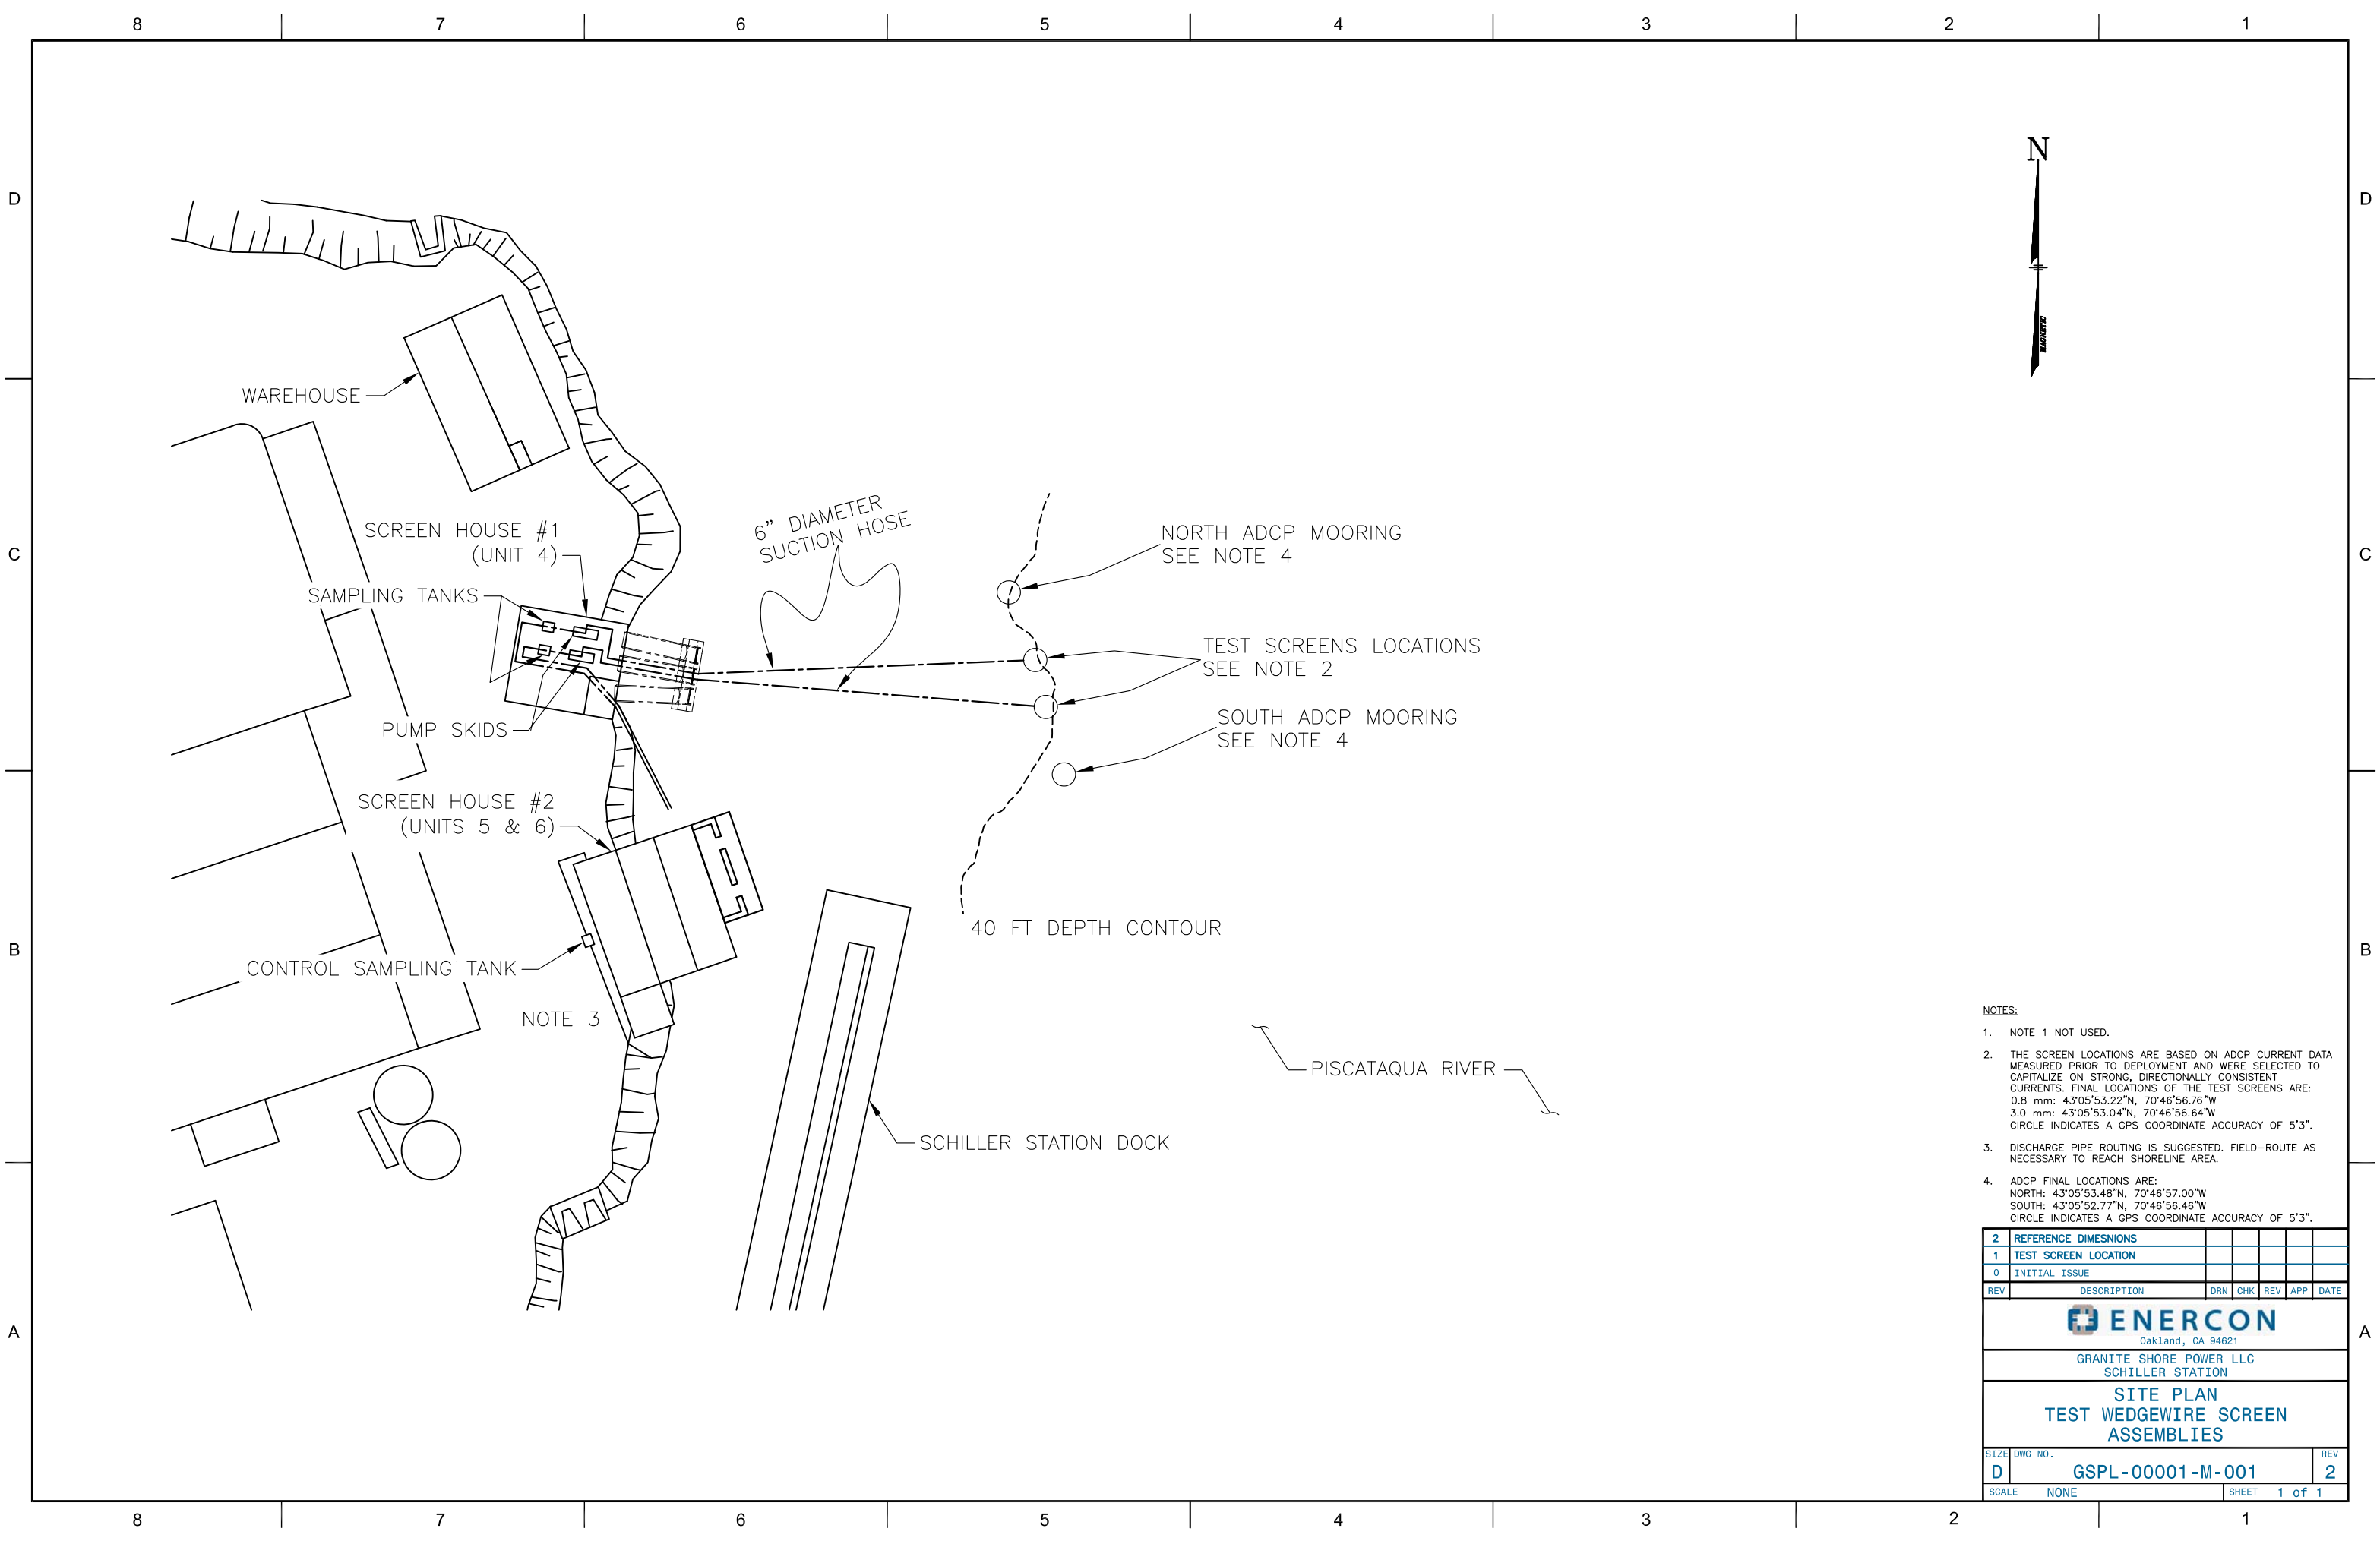 8 7 6 5 4 3 2 1
D D
C C
B B
A A
N
MAGNETIC
WAREHOUSE
SCREEN HOUSE #1
(UNIT 4)
SAMPLING TANKS
PUMP SKIDS
6” DIAMETER
SUCTION HOSE
NORTH ADCP MOORING
SEE NOTE 4
TEST SCREENS LOCATIONS
SEE NOTE 2
SOUTH ADCP MOORING
SEE NOTE 4
SCREEN HOUSE #2
(UNITS 5 & 6)
40 FT DEPTH CONTOUR
CONTROL SAMPLING TANK
NOTE 3
PISCATAQUA RIVER
SCHILLER STATION DOCK
NOTES:
1. NOTE 1 NOT USED.
2. THE SCREEN LOCATIONS ARE BASED ON ADCP CURRENT DATA
MEASURED PRIOR TO DEPLOYMENT AND WERE SELECTED TO
CAPITALIZE ON STRONG, DIRECTIONALLY CONSISTENT
CURRENTS. FINAL LOCATIONS OF THE TEST SCREENS ARE:
0.8 mm: 43°05'53.22"N, 70°46'56.76"W
3.0 mm: 43°05'53.04"N, 70°46'56.64"W
CIRCLE INDICATES A GPS COORDINATE ACCURACY OF 5'3".
3. DISCHARGE PIPE ROUTING IS SUGGESTED. FIELD-ROUTE AS
NECESSARY TO REACH SHORELINE AREA.
4. ADCP FINAL LOCATIONS ARE:
NORTH: 43°05'53.48"N, 70°46'57.00"W
SOUTH: 43°05'52.77"N, 70°46'56.46"W
CIRCLE INDICATES A GPS COORDINATE ACCURACY OF 5'3".
2 REFERENCE DIMESNIONS
1 TEST SCREEN LOCATION
0 INITIAL ISSUE
REV DESCRIPTION DRN CHK REV APP DATE
ENERCON
Oakland, CA 94621
GRANITE SHORE POWER LLC
SCHILLER STATION
SITE PLAN
TEST WEDGEWIRE SCREEN
ASSEMBLIES
SIZE DWG NO. REV
D GSPL-00001-M-001 2
SCALE NONE SHEET 1 of 1
8 7 6 5 4 3 2 1